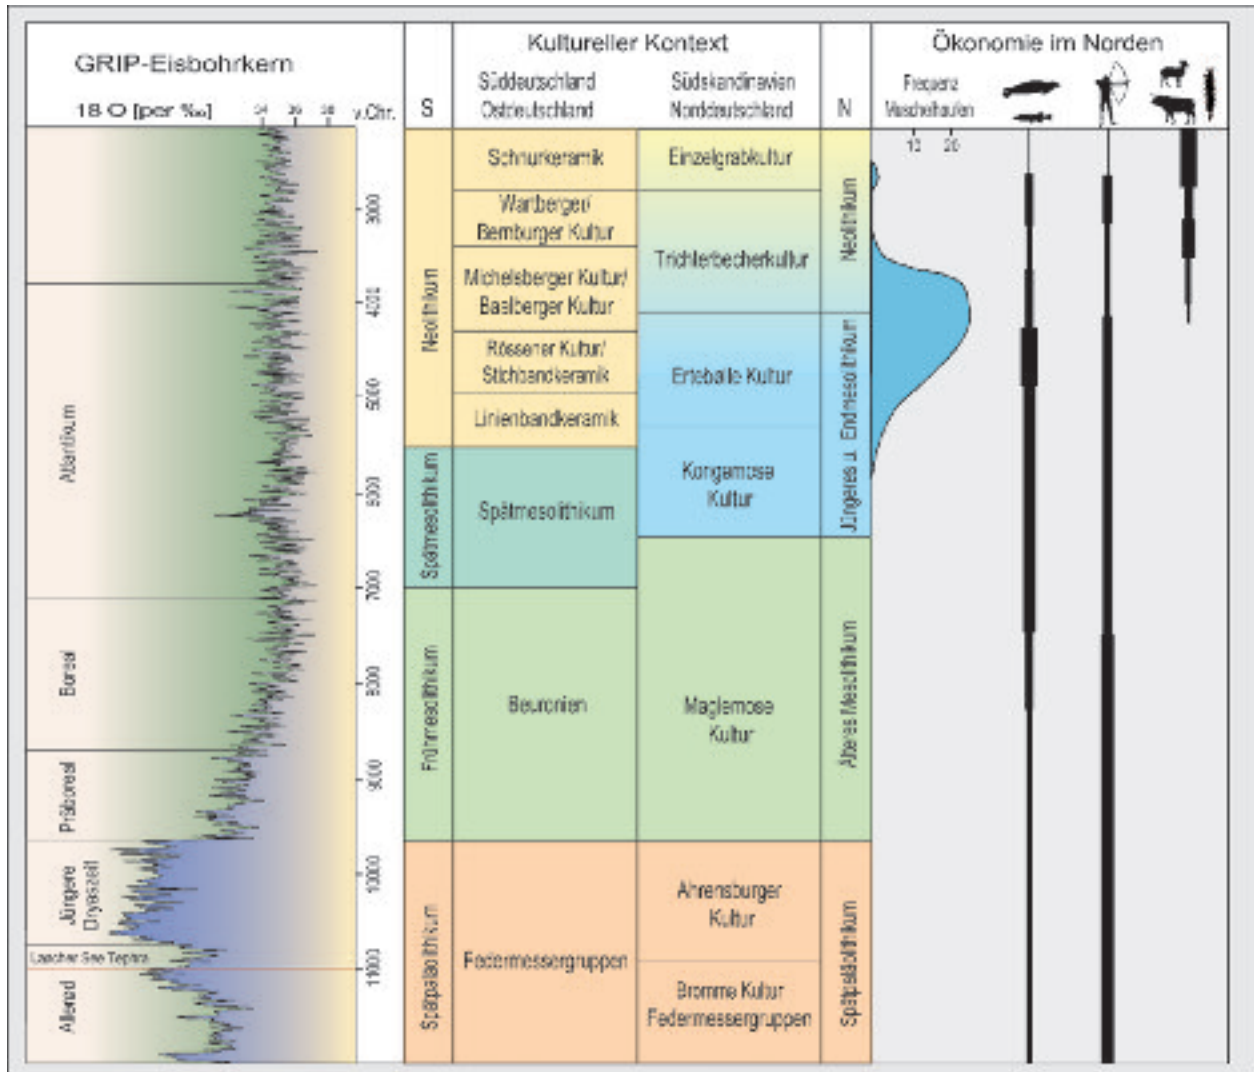 GRIP-Eisbohrkern
18 O [per ‰]
v.Chr.
3000
4000
5000
6000
7000
8000
9000
10000
11000
Atlantikum
Boreal
Präboreal
Jüngere
Dryaszeit
Laacher See Tephra
Allerød
Kultureller Kontext
S
Süddeutschland
Ostdeutschland
Südskandinavien
Norddeutschland
N
Neolithikum
Spätmesolithikum
Frühmesolithikum
Spätpaläolithikum
Schnurkeramik
Wartberger/
Bernburger Kultur
Michelsberger Kultur/
Baalberger Kultur
Rössener Kultur/
Stichbandkeramik
Linienbandkeramik
Spätmesolithikum
Beuronien
Federmessergruppen
Einzelgrabkultur
Trichterbecherkultur
Ertebølle Kultur
Kongemose
Kultur
Maglemose
Kultur
Ahrensburger
Kultur
Bromme Kultur
Federmessergruppen
Neolithikum
Jüngeres u. Endmesolithikum
Älteres Mesolithikum
Spätpaläolithikum
Ökonomie im Norden
Frequenz
Muschelhaufen
10 20